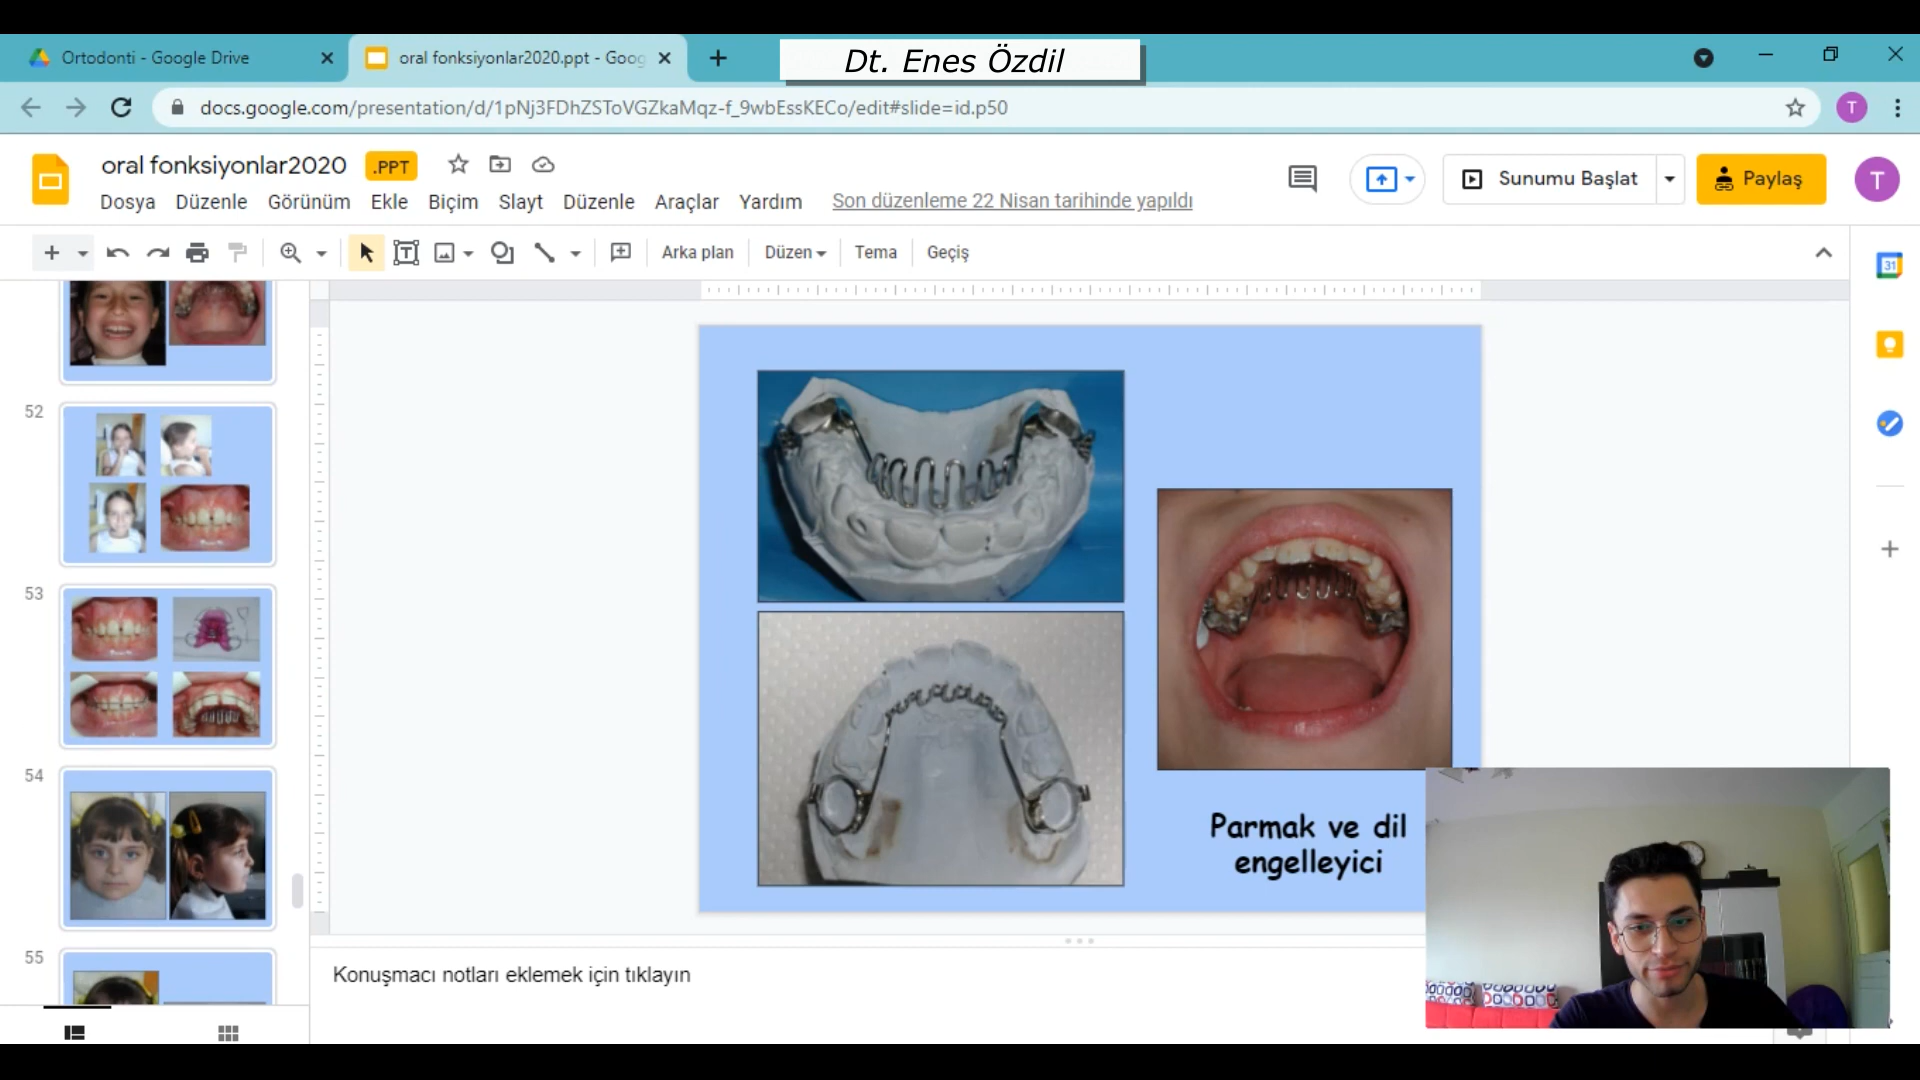 Ortodonti - Google Drive
oral fonksiyonlar2020.ppt - Goog
Dt. Enes Özdil
docs.google.com/presentation/d/1pNj3FDhZSToVGZkaMqz-f_9wbEssKECo/edit#slide=id.p50
T
oral fonksiyonlar2020
.PPT
Dosya Düzenle Görünüm Ekle Biçim Slayt Düzenle Araçlar Yardım
Son düzenleme 22 Nisan tarihinde yapıldı
Sunumu Başlat
Paylaş
T
Arka plan
Düzen
Tema
Geçiş
31
52
53
54
55
Parmak ve dil
engelleyici
Konuşmacı notları eklemek için tıklayın